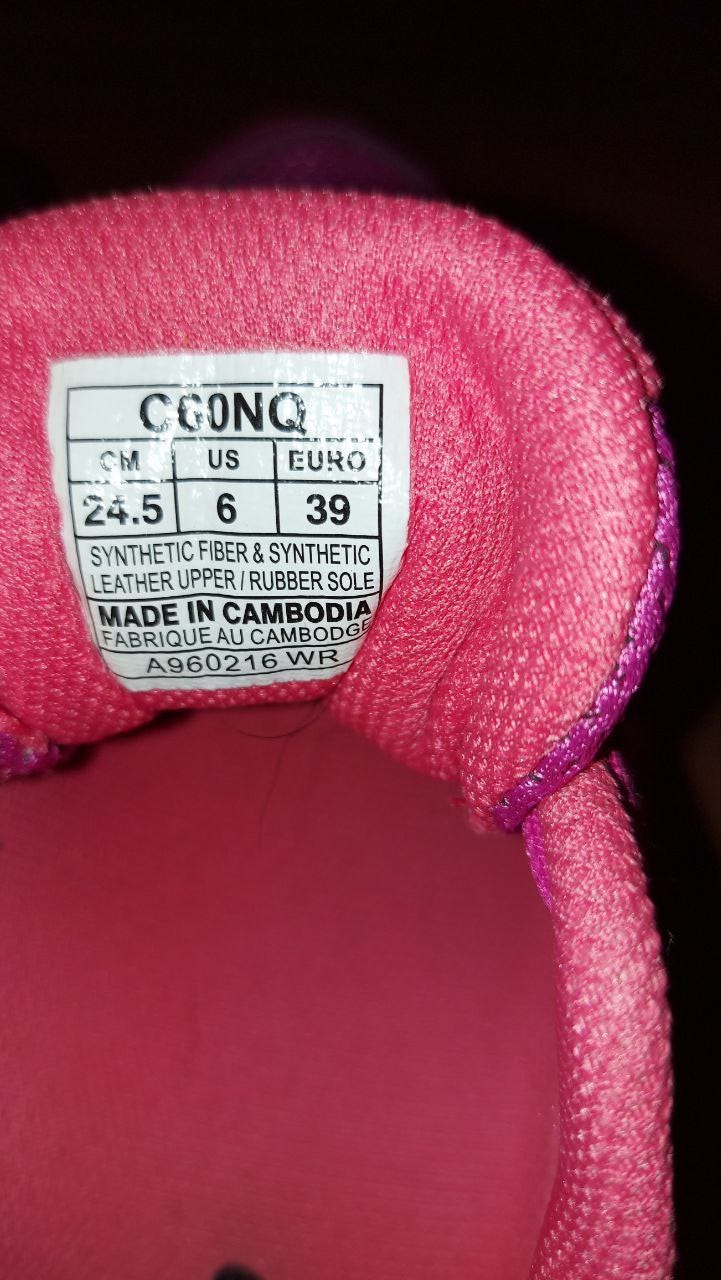 C60NQ
CM US EURO
24.5 6 39
SYNTHETIC FIBER & SYNTHETIC
LEATHER UPPER / RUBBER SOLE
MADE IN CAMBODIA
FABRIQUE AU CAMBODGE
A960216 WR